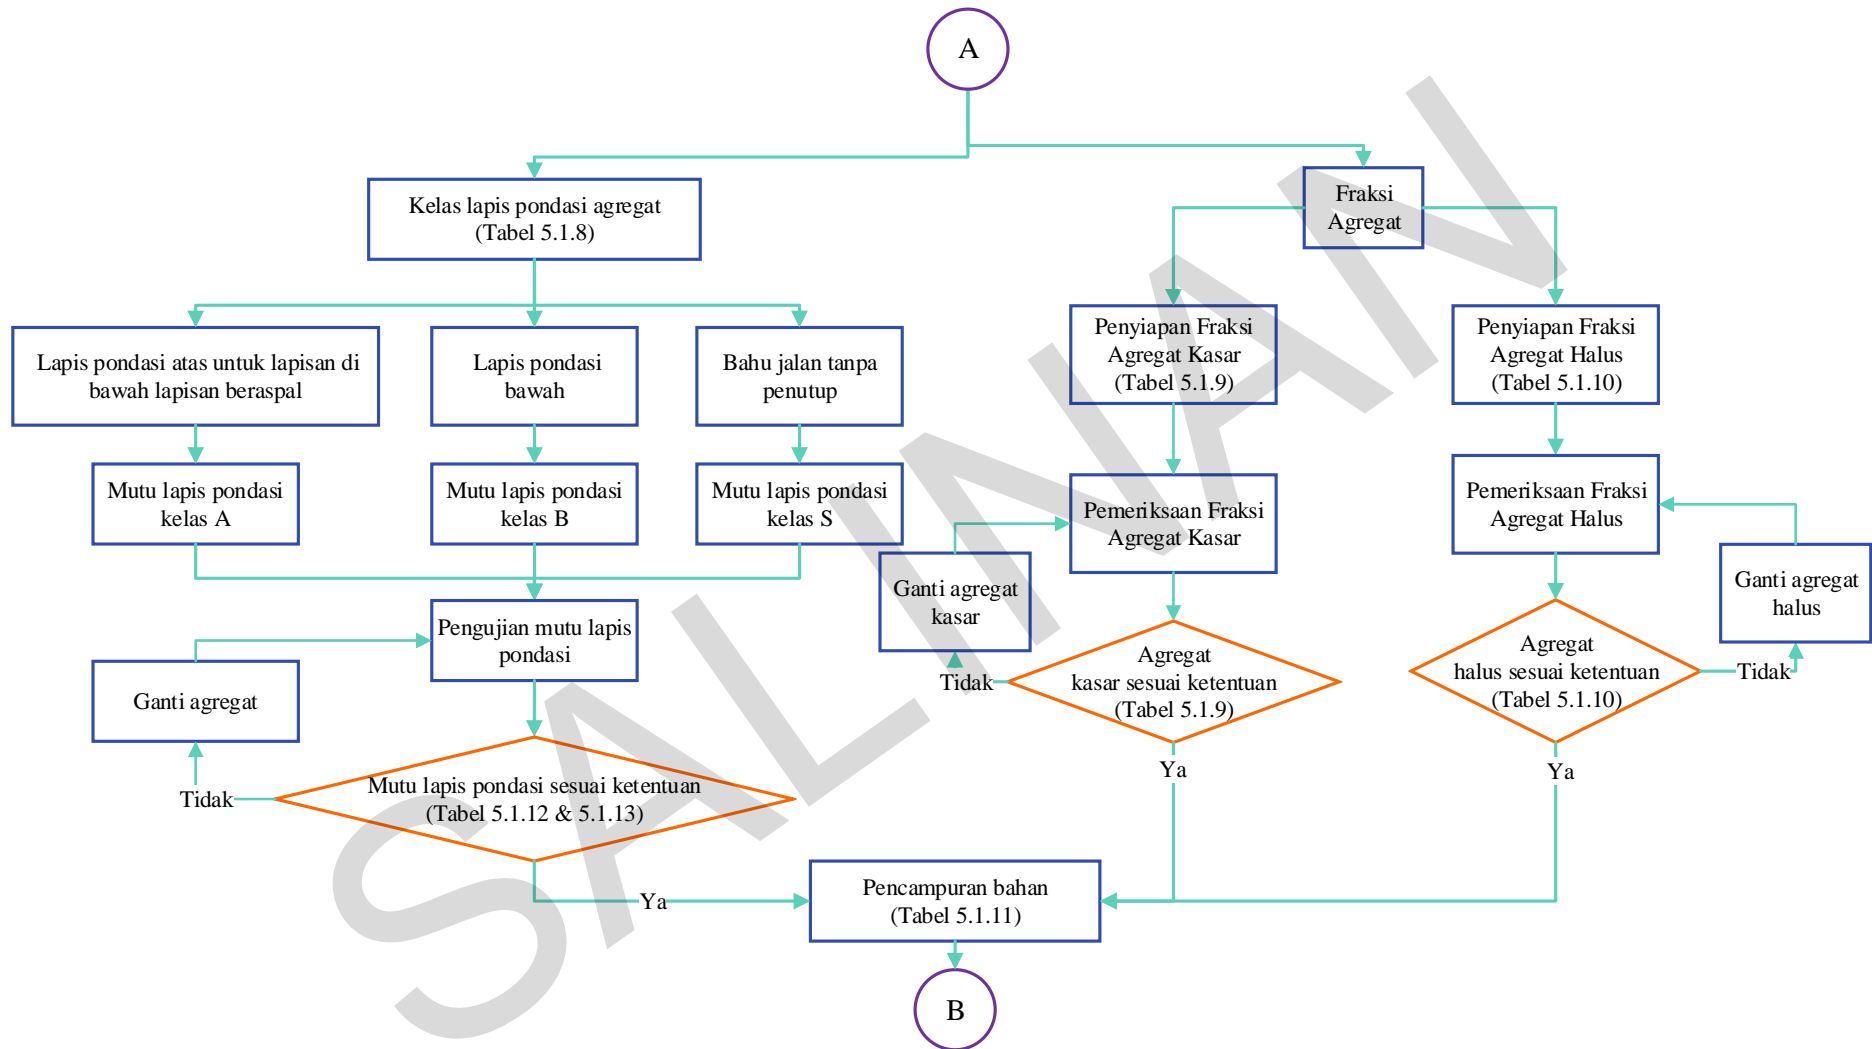 A
Kelas lapis pondasi agregat
(Tabel 5.1.8)
Fraksi
Agregat
Lapis pondasi atas untuk lapisan di
bawah lapisan beraspal
Lapis pondasi
bawah
Bahu jalan tanpa
penutup
Penyiapan Fraksi
Agregat Kasar
(Tabel 5.1.9)
Penyiapan Fraksi
Agregat Halus
(Tabel 5.1.10)
Mutu lapis pondasi
kelas A
Mutu lapis pondasi
kelas B
Mutu lapis pondasi
kelas S
Pemeriksaan Fraksi
Agregat Kasar
Pemeriksaan Fraksi
Agregat Halus
Ganti agregat
kasar
Ganti agregat
halus
Pengujian mutu lapis
pondasi
Ganti agregat
Agregat
kasar sesuai ketentuan
(Tabel 5.1.9)
Tidak
Agregat
halus sesuai ketentuan
(Tabel 5.1.10)
Tidak
Mutu lapis pondasi sesuai ketentuan
(Tabel 5.1.12 & 5.1.13)
Tidak
Ya
Ya
Ya
Pencampuran bahan
(Tabel 5.1.11)
B
SALINAN